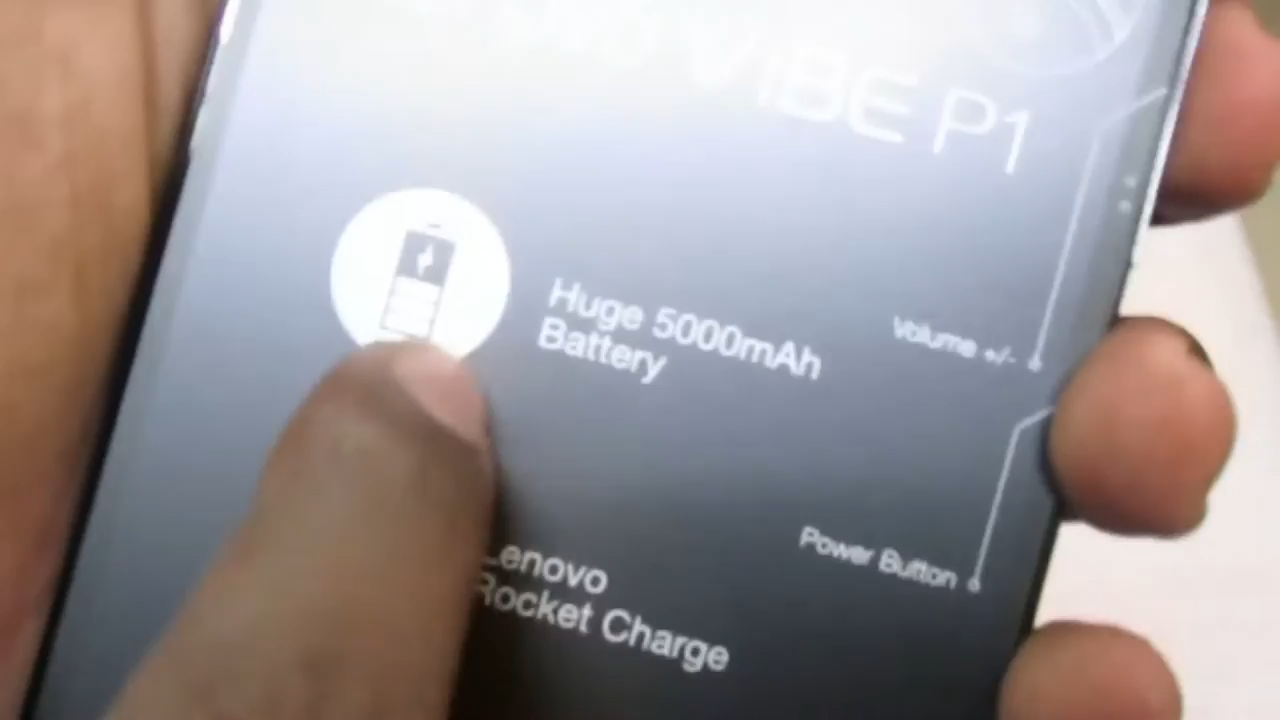 VIBE P1
Huge 5000mAh
Battery
Volume +/-
Power Button
Lenovo
Rocket Charge